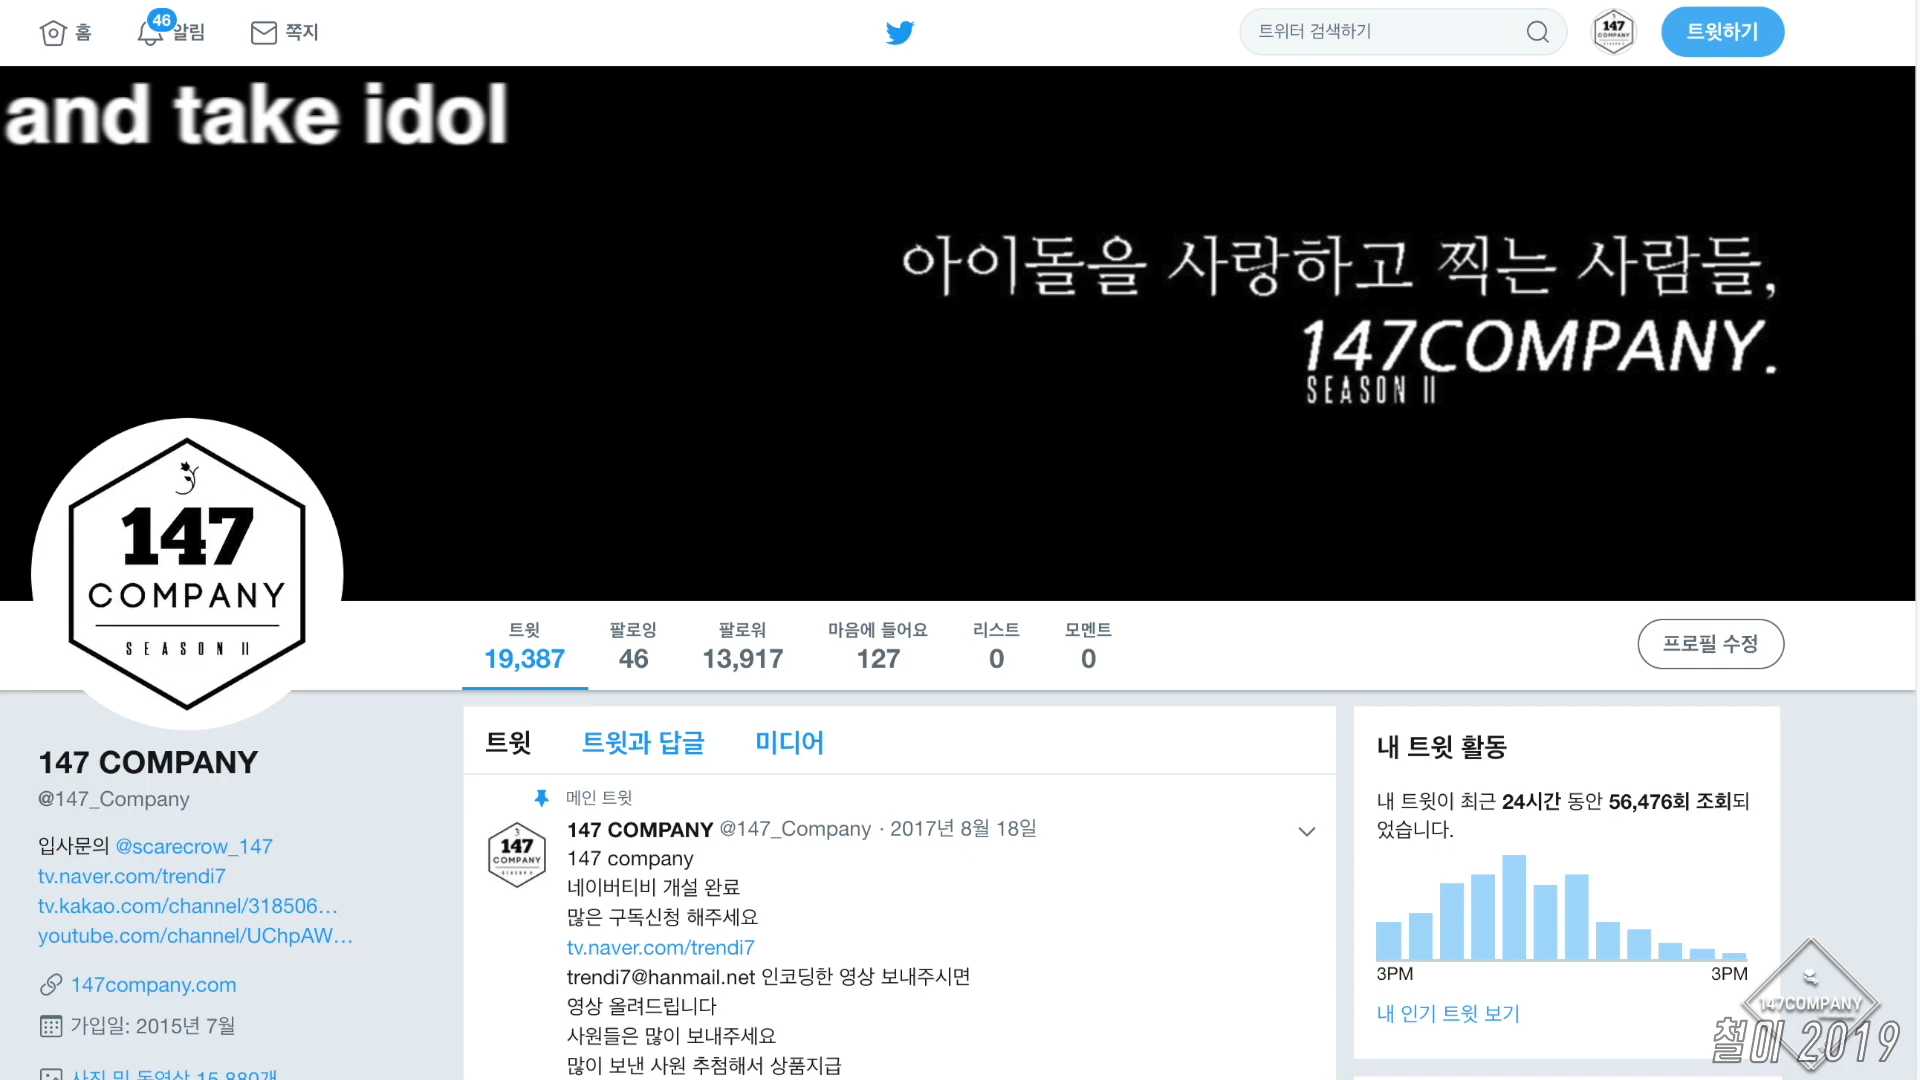 홈
46
알림
쪽지
트위터 검색하기
147
COMPANY
트윗하기
and take idol
아이돌을 사랑하고 찍는 사람들,
147COMPANY.
SEASON II
147
COMPANY
SEASON II
트윗 팔로잉 팔로워 마음에 들어요 리스트 모멘트
19,387 46 13,917 127 0 0
프로필 수정
147 COMPANY
@147_Company
입사문의 @scarecrow_147
tv.naver.com/trendi7
tv.kakao.com/channel/318506…
youtube.com/channel/UChpAW…
147company.com
가입일: 2015년 7월
사진 및 동영상 15,880개
트윗 트윗과 답글 미디어
메인 트윗
147
COMPANY
147 COMPANY @147_Company · 2017년 8월 18일
147 company
네이버티비 개설 완료
많은 구독신청 해주세요
tv.naver.com/trendi7
trendi7@hanmail.net 인코딩한 영상 보내주시면
영상 올려드립니다
사원들은 많이 보내주세요
많이 보낸 사원 추첨해서 상품지급
내 트윗 활동
내 트윗이 최근 24시간 동안 56,476회 조회되
었습니다.
3PM 3PM
내 인기 트윗 보기
147COMPANY
철미 2019